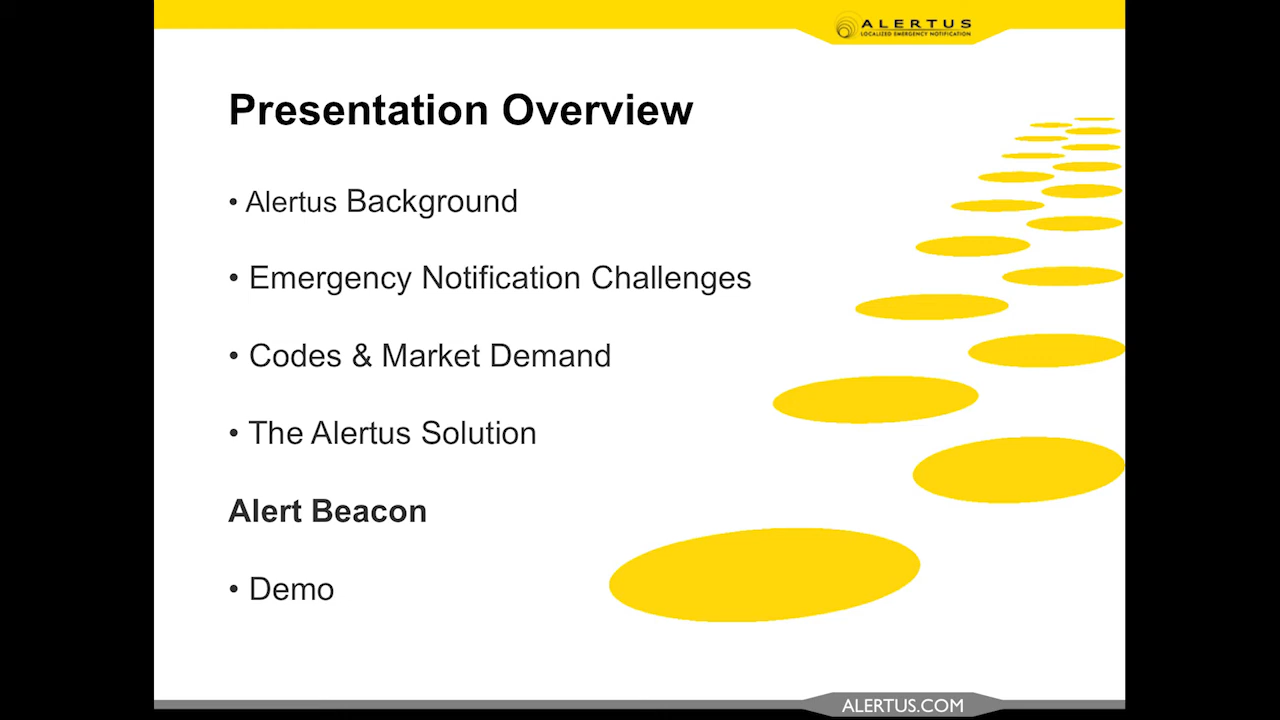 ALERTUS
LOCALIZED EMERGENCY NOTIFICATION
Presentation Overview
• Alertus Background
• Emergency Notification Challenges
• Codes & Market Demand
• The Alertus Solution
Alert Beacon
• Demo
ALERTUS.COM